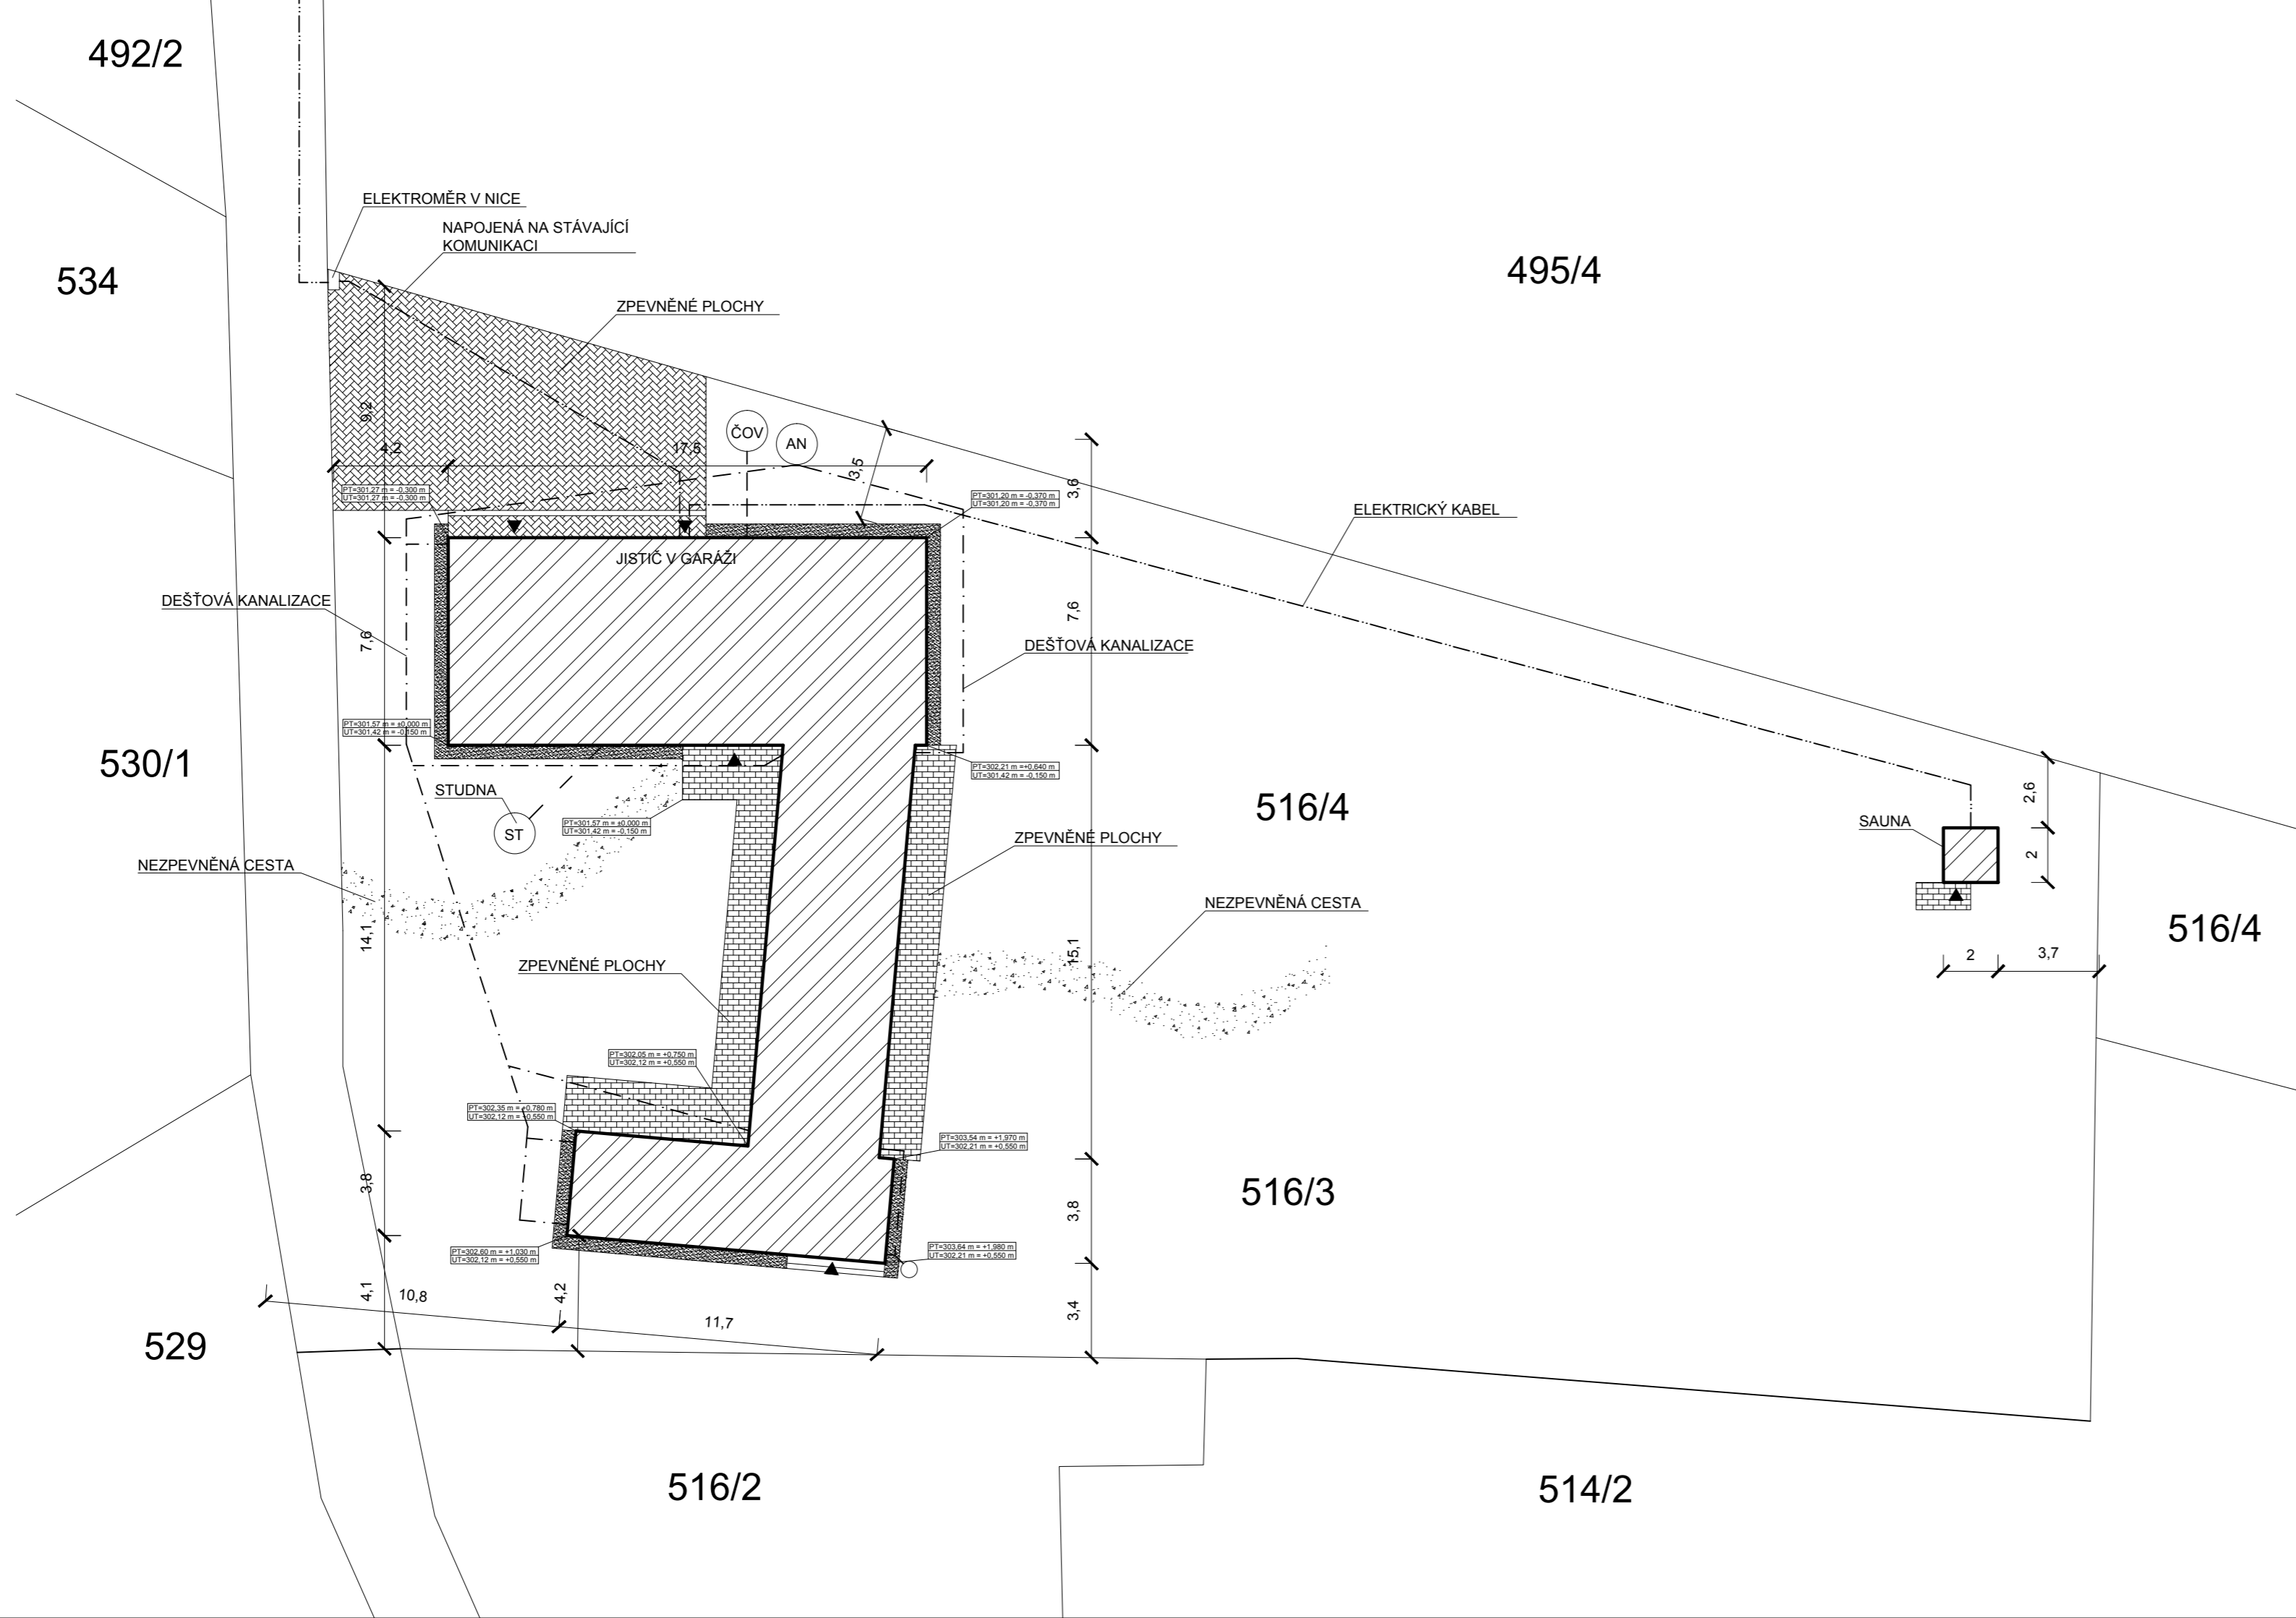 492/2
ELEKTROMĚR V NICE
NAPOJENÁ NA STÁVAJÍCÍ
KOMUNIKACI
534
495/4
ZPEVNĚNÉ PLOCHY
9,2
4,2
17,5
ČOV
AN
3,5
3,6
PT=301,27 m = -0,300 m
UT=301,27 m = -0,300 m
PT=301,20 m = -0,370 m
UT=301,20 m = -0,370 m
ELEKTRICKÝ KABEL
JISTIČ V GARÁŽI
DEŠŤOVÁ KANALIZACE
7,6
7,6
DEŠŤOVÁ KANALIZACE
PT=301,57 m = ±0,000 m
UT=301,42 m = -0,150 m
530/1
PT=302,21 m =+0,640 m
UT=301,42 m = -0,150 m
STUDNA
ST
PT=301,57 m = ±0,000 m
UT=301,42 m = -0,150 m
516/4
2,6
SAUNA
2
ZPEVNĚNÉ PLOCHY
NEZPEVNĚNÁ CESTA
NEZPEVNĚNÁ CESTA
516/4
14,1
15,1
2
3,7
ZPEVNĚNÉ PLOCHY
PT=302,05 m = +0,750 m
UT=302,12 m = +0,550 m
PT=302,35 m = +0,780 m
UT=302,12 m = +0,550 m
PT=303,54 m = +1,970 m
UT=302,21 m = +0,550 m
3,8
3,8
516/3
PT=302,60 m = +1,030 m
UT=302,12 m = +0,550 m
PT=303,64 m = +1,980 m
UT=302,21 m = +0,550 m
4,1
10,8
4,2
11,7
3,4
529
516/2
514/2